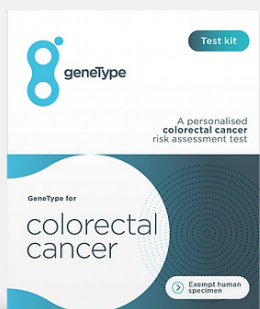 Test kit
geneType
A personalised
colorectal cancer
risk assessment test
GeneType for
colorectal
cancer
Exempt human
specimen